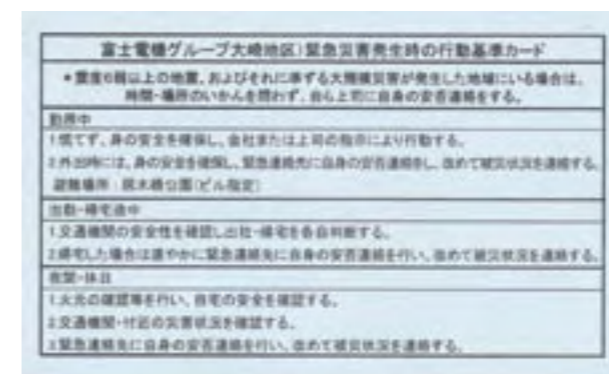 富士電機グループ大崎地区：緊急災害発生時の行動基準カード
*震度6弱以上の地震、およびそれに準ずる大規模災害が発生した地域にいる場合は、
時間・場所のいかんを問わず、自ら上司に自身の安否連絡をする。
勤務中
1.慌てず、身の安全を確保し、会社または上司の指示により行動する。
2.外出時には、身の安全を確保し、緊急連絡先に自身の安否連絡をし、改めて被災状況を連絡する。
避難場所：居木橋公園(ビル指定)
出勤・帰宅途中
1.交通機関の安全性を確認し出社・帰宅を各自判断する。
2.帰宅した場合は速やかに緊急連絡先に自身の安否連絡を行い、改めて被災状況を連絡する。
夜間・休日
1.火元の確認等を行い、自宅の安全を確認する。
2.交通機関・付近の災害状況を確認する。
3.緊急連絡先に自身の安否連絡を行い、改めて被災状況を連絡する。